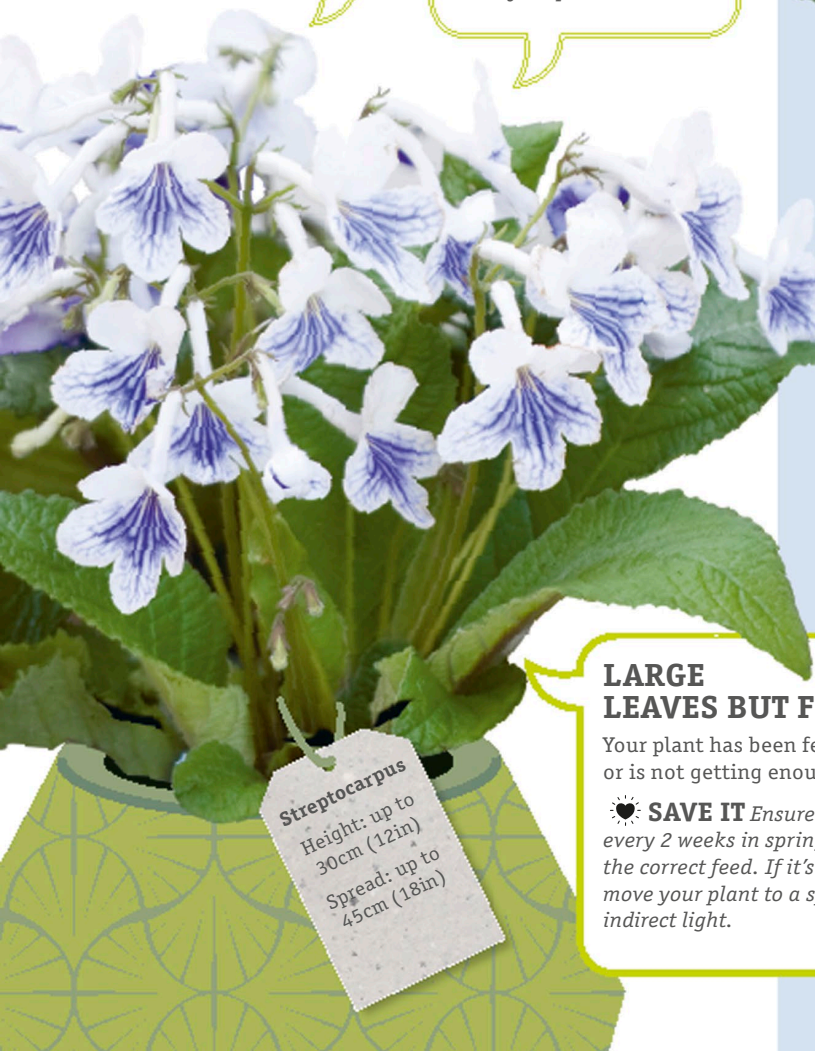 Streptocarpus
Height: up to
30cm (12in)
Spread: up to
45cm (18in)
LARGE
LEAVES BUT F
Your plant has been fe
or is not getting enou
SAVE IT Ensure
every 2 weeks in sprin
the correct feed. If it’s
move your plant to a s
indirect light.